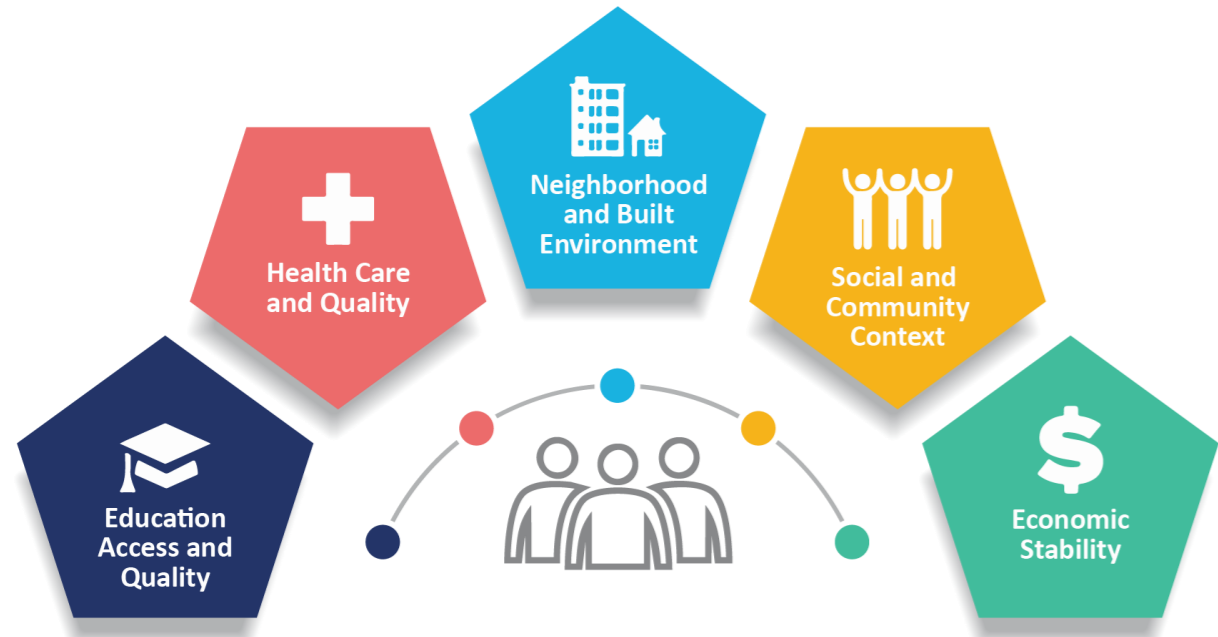 Education
Access and
Quality
Health Care
and Quality
Neighborhood
and Built
Environment
Social and
Community
Context
$
Economic
Stability